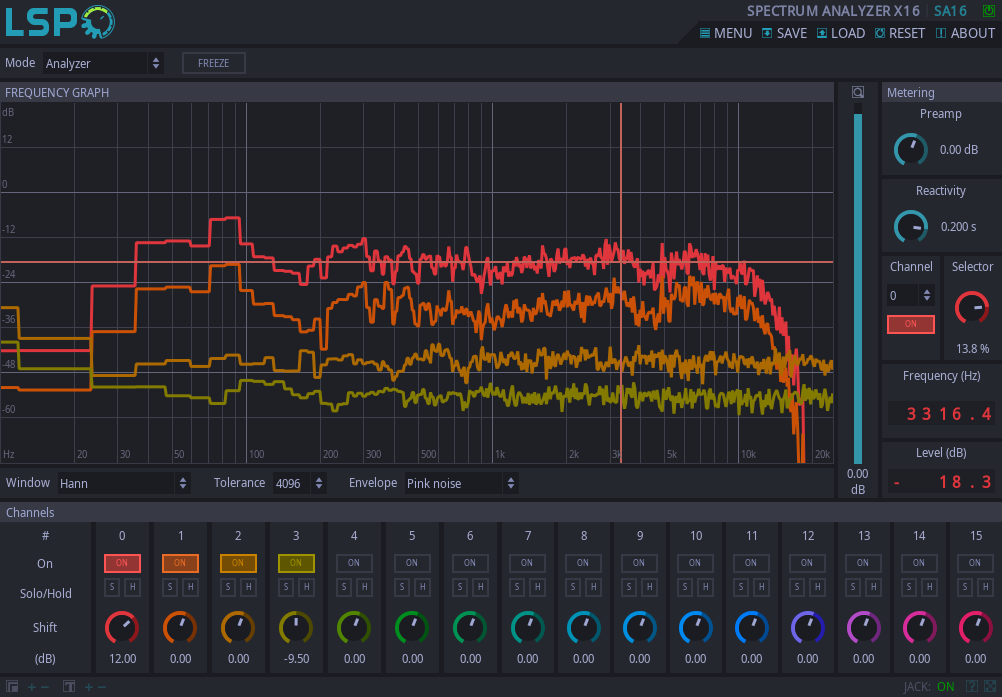 LSP
SPECTRUM ANALYZER X16 SA16
MENU SAVE LOAD RESET ABOUT
Mode Analyzer FREEZE
FREQUENCY GRAPH
Metering
dB
12
0
-12
-24
-36
-48
-60
Hz 20 30 50 100 200 300 500 1k 2k 3k 5k 10k 20k
0.00
dB
Preamp
0.00 dB
Reactivity
0.200 s
Channel Selector
0
ON
13.8 %
Frequency (Hz)
3316.4
Level (dB)
- 18.3
Window Hann Tolerance 4096 Envelope Pink noise
Channels
# 0 1 2 3 4 5 6 7 8 9 10 11 12 13 14 15
On ON ON ON ON ON ON ON ON ON ON ON ON ON ON ON ON
Solo/Hold S H S H S H S H S H S H S H S H S H S H S H S H S H S H S H S H
Shift
(dB) 12.00 0.00 0.00 -9.50 0.00 0.00 0.00 0.00 0.00 0.00 0.00 0.00 0.00 0.00 0.00 0.00
+ - T + - JACK: ON ?